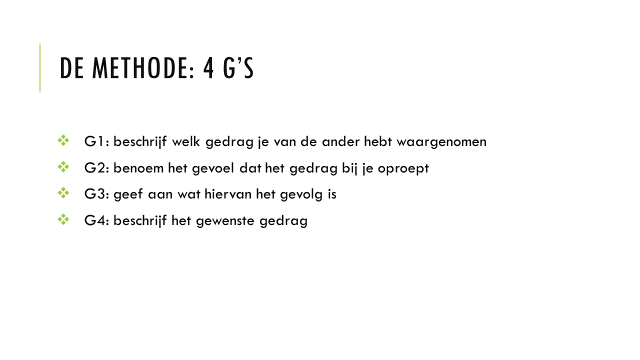 DE METHODE: 4 G'S
G1: beschrijf welk gedrag je van de ander hebt waargenomen
G2: benoem het gevoel dat het gedrag bij je oproept
G3: geef aan wat hiervan het gevolg is
G4: beschrijf het gewenste gedrag